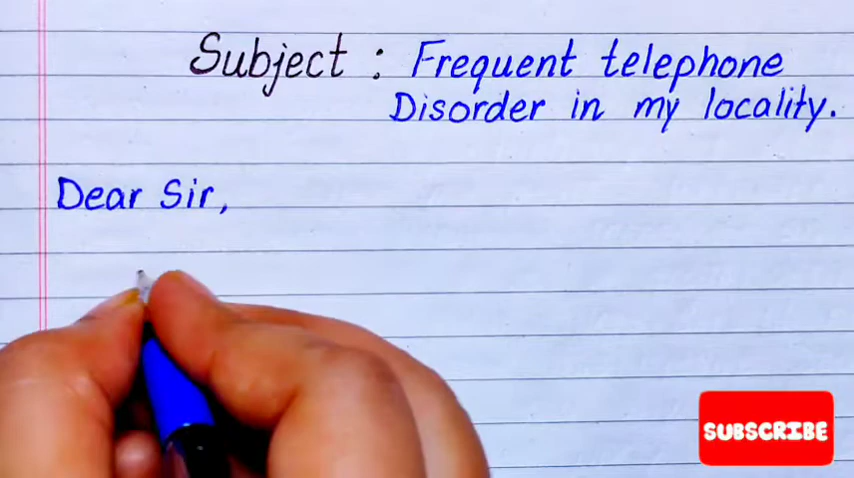 Subject : Frequent telephone
Disorder in my locality.
Dear Sir,
SUBSCRIBE